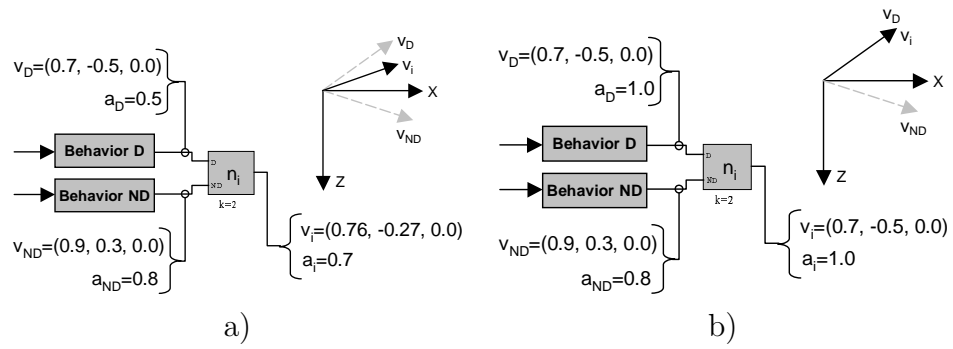 v_D=(0.7, -0.5, 0.0)
a_D=0.5
Behavior D
Behavior ND
D
ND
n_i
k=2
v_ND=(0.9, 0.3, 0.0)
a_ND=0.8
v_i=(0.76, -0.27, 0.0)
a_i=0.7
v_D
v_i
X
v_ND
Z
a)
v_D=(0.7, -0.5, 0.0)
a_D=1.0
Behavior D
Behavior ND
D
ND
n_i
k=2
v_ND=(0.9, 0.3, 0.0)
a_ND=0.8
v_i=(0.7, -0.5, 0.0)
a_i=1.0
v_D
v_i
X
v_ND
Z
b)